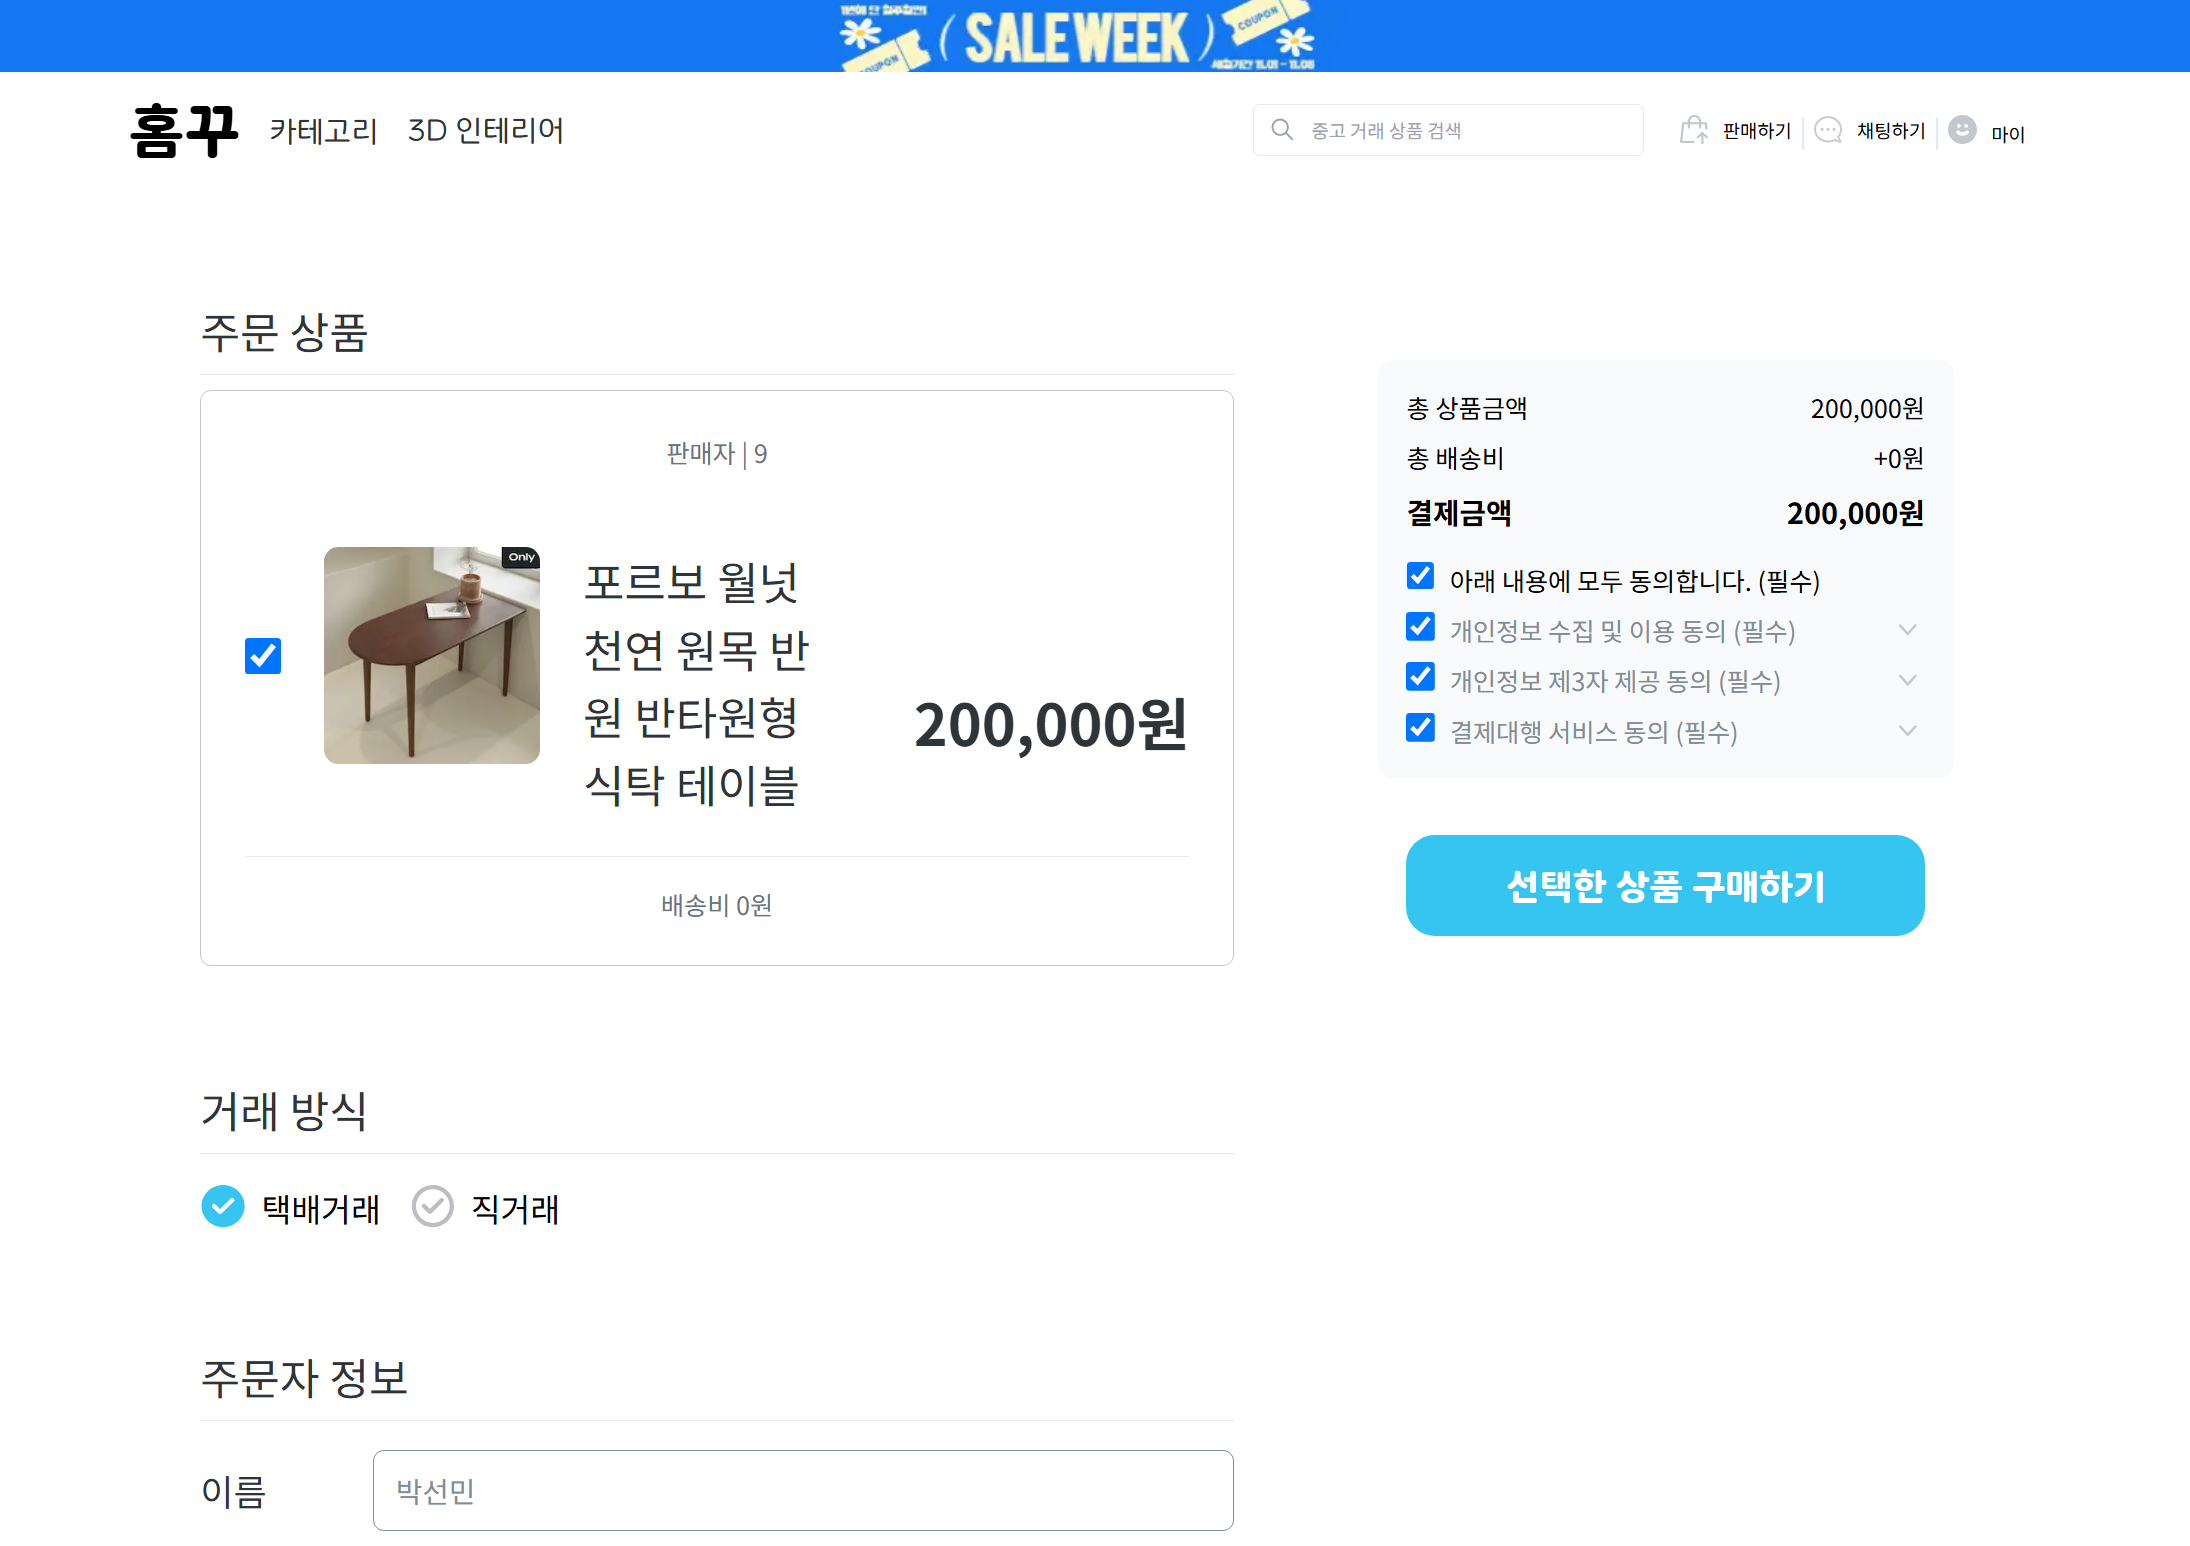 ( SALE WEEK )
COUPON
COUPON
세일기간 11.01 - 11.08
홈꾸
카테고리
3D 인테리어
중고 거래 상품 검색
판매하기
채팅하기
마이
주문 상품
판매자 | 9
Only
포르보 월넛
천연 원목 반
원 반타원형
식탁 테이블
200,000원
배송비 0원
총 상품금액 200,000원
총 배송비 +0원
결제금액 200,000원
아래 내용에 모두 동의합니다. (필수)
개인정보 수집 및 이용 동의 (필수)
개인정보 제3자 제공 동의 (필수)
결제대행 서비스 동의 (필수)
선택한 상품 구매하기
거래 방식
택배거래
직거래
주문자 정보
이름
박선민